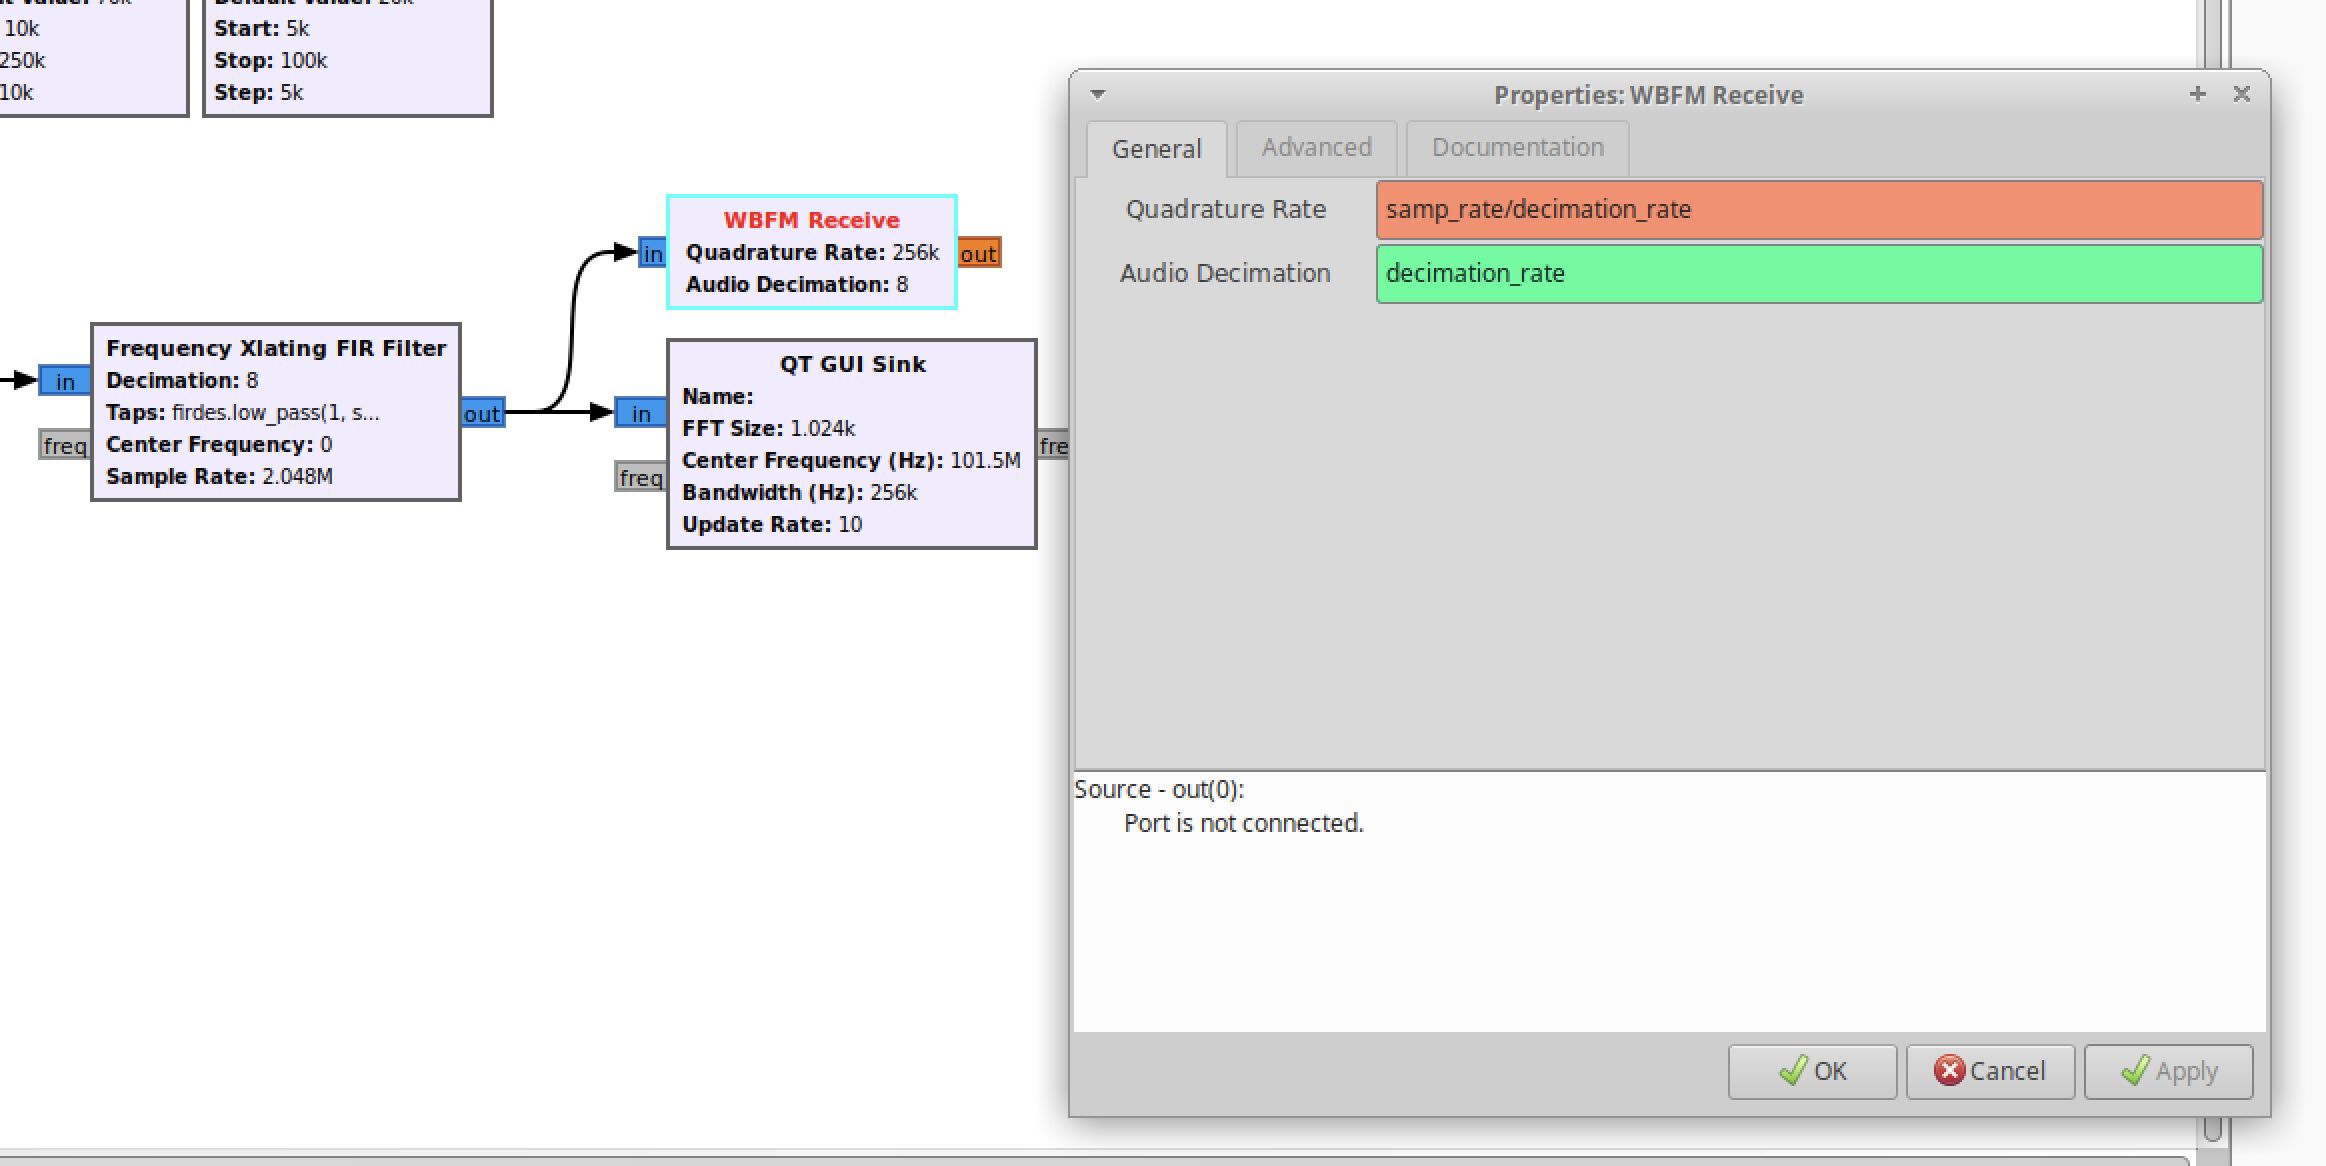 10k
250k
10k
Start: 5k
Stop: 100k
Step: 5k
WBFM Receive
in
Quadrature Rate: 256k
out
Audio Decimation: 8
Frequency Xlating FIR Filter
in
Decimation: 8
Taps: firdes.low_pass(1, s...
out
freq
Center Frequency: 0
Sample Rate: 2.048M
QT GUI Sink
Name:
in
FFT Size: 1.024k
Center Frequency (Hz): 101.5M
fre
freq
Bandwidth (Hz): 256k
Update Rate: 10
Properties: WBFM Receive
General
Advanced
Documentation
Quadrature Rate
samp_rate/decimation_rate
Audio Decimation
decimation_rate
Source - out(0):
Port is not connected.
OK
Cancel
Apply